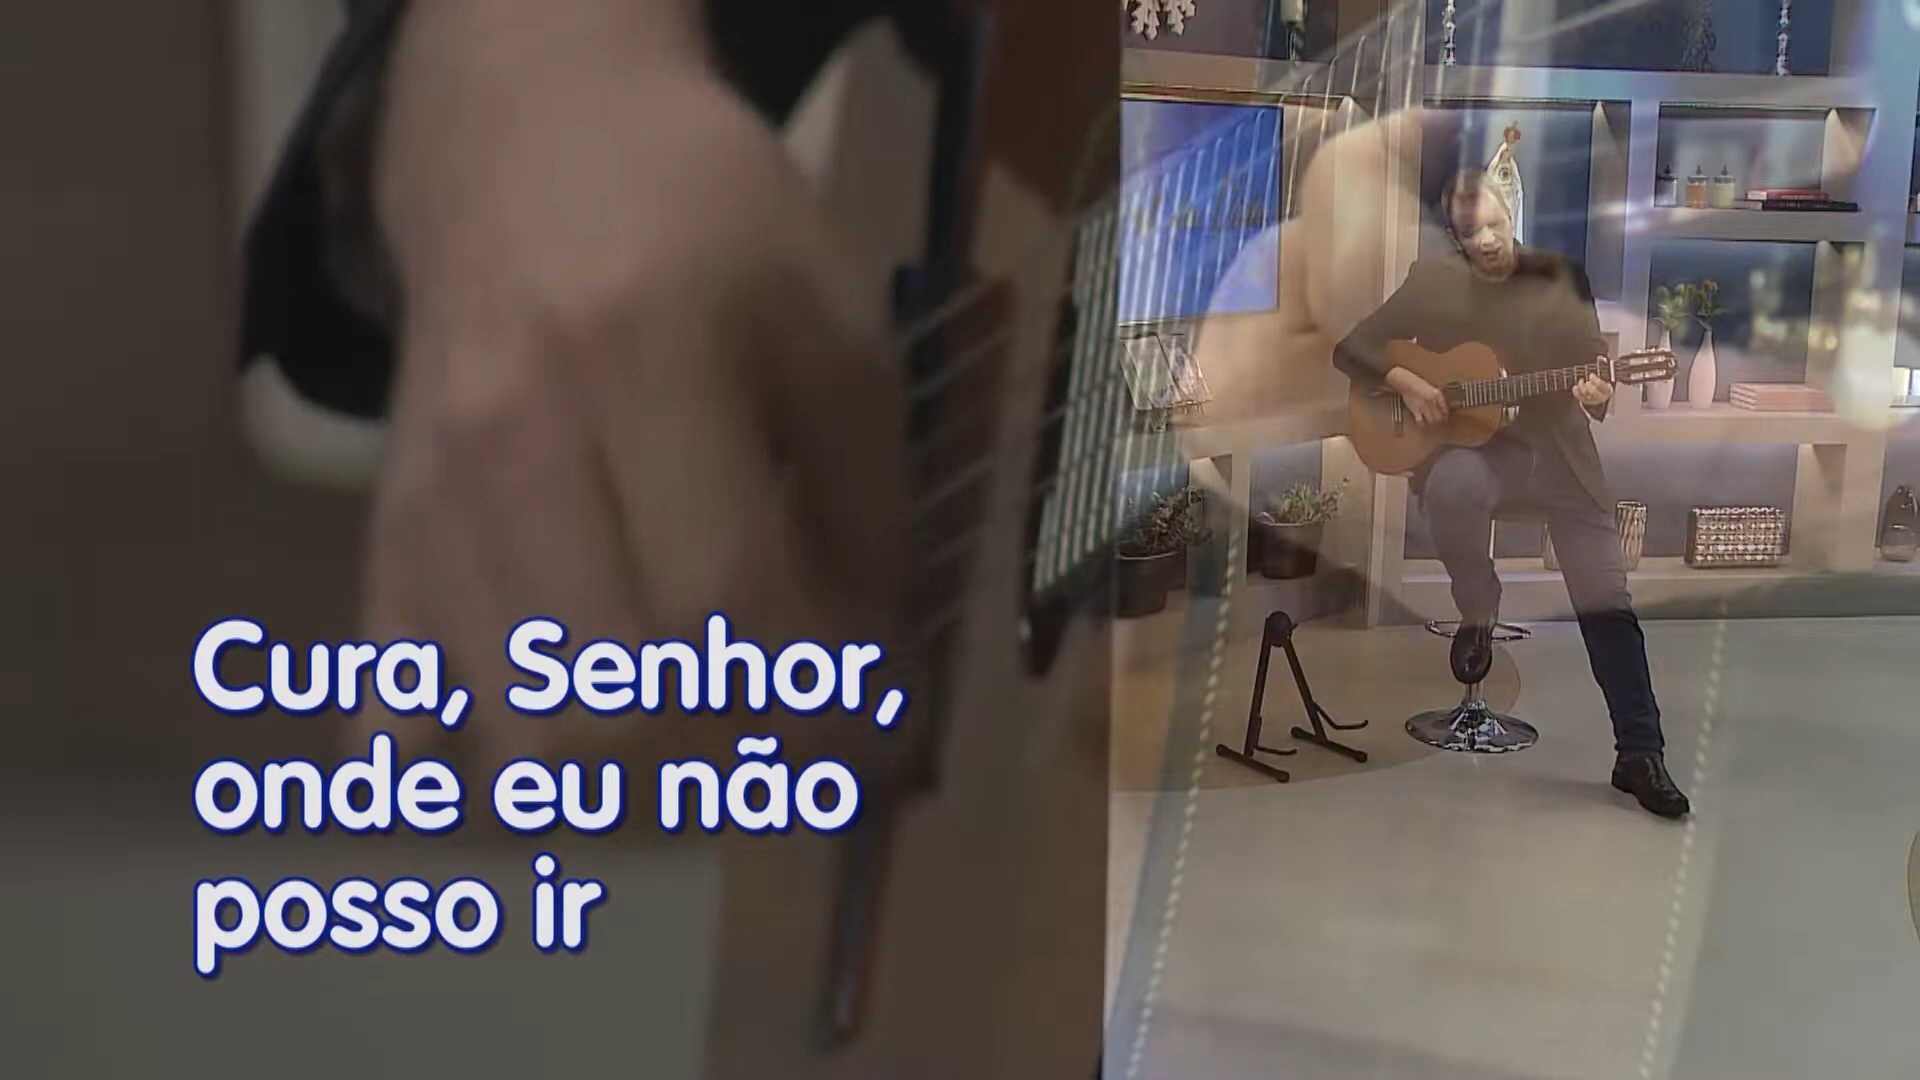 Cura, Senhor,
onde eu não
posso ir